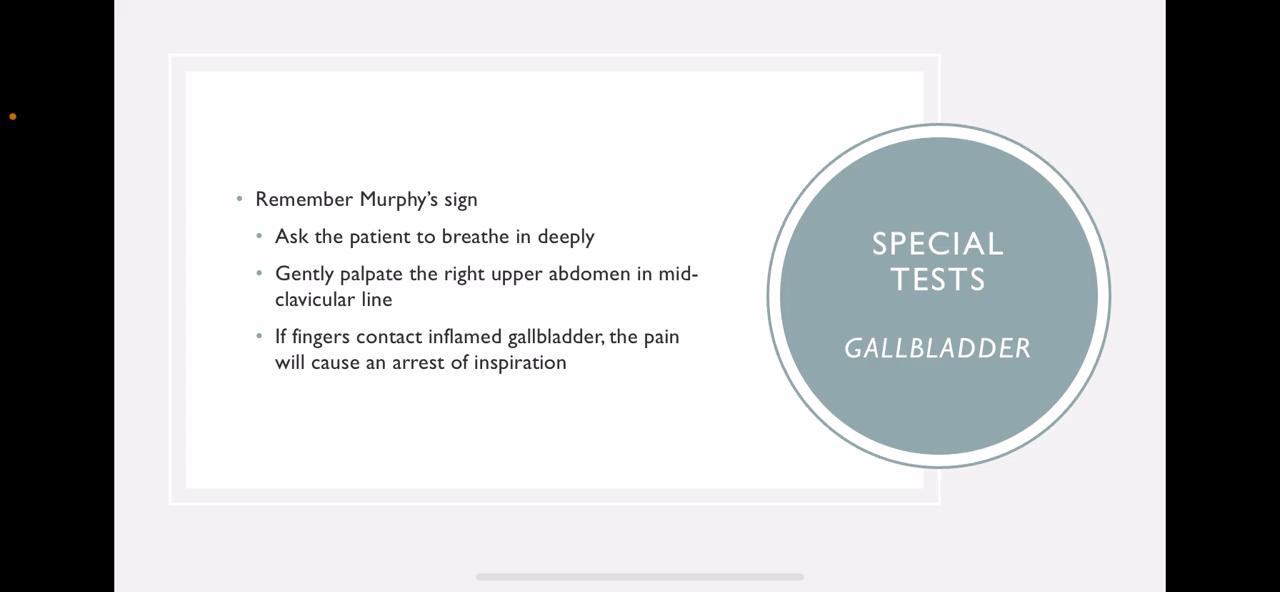 Remember Murphy’s sign
Ask the patient to breathe in deeply
Gently palpate the right upper abdomen in mid-
clavicular line
If fingers contact inflamed gallbladder, the pain
will cause an arrest of inspiration
SPECIAL
TESTS
GALLBLADDER